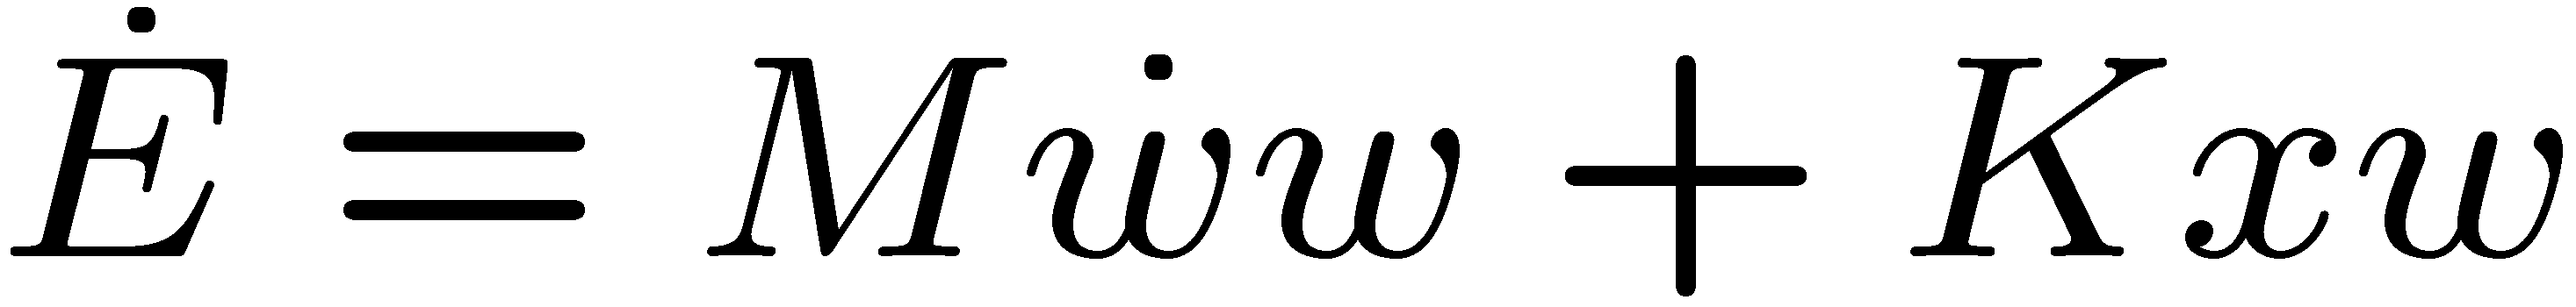 Ė = Mẇw + Kxw